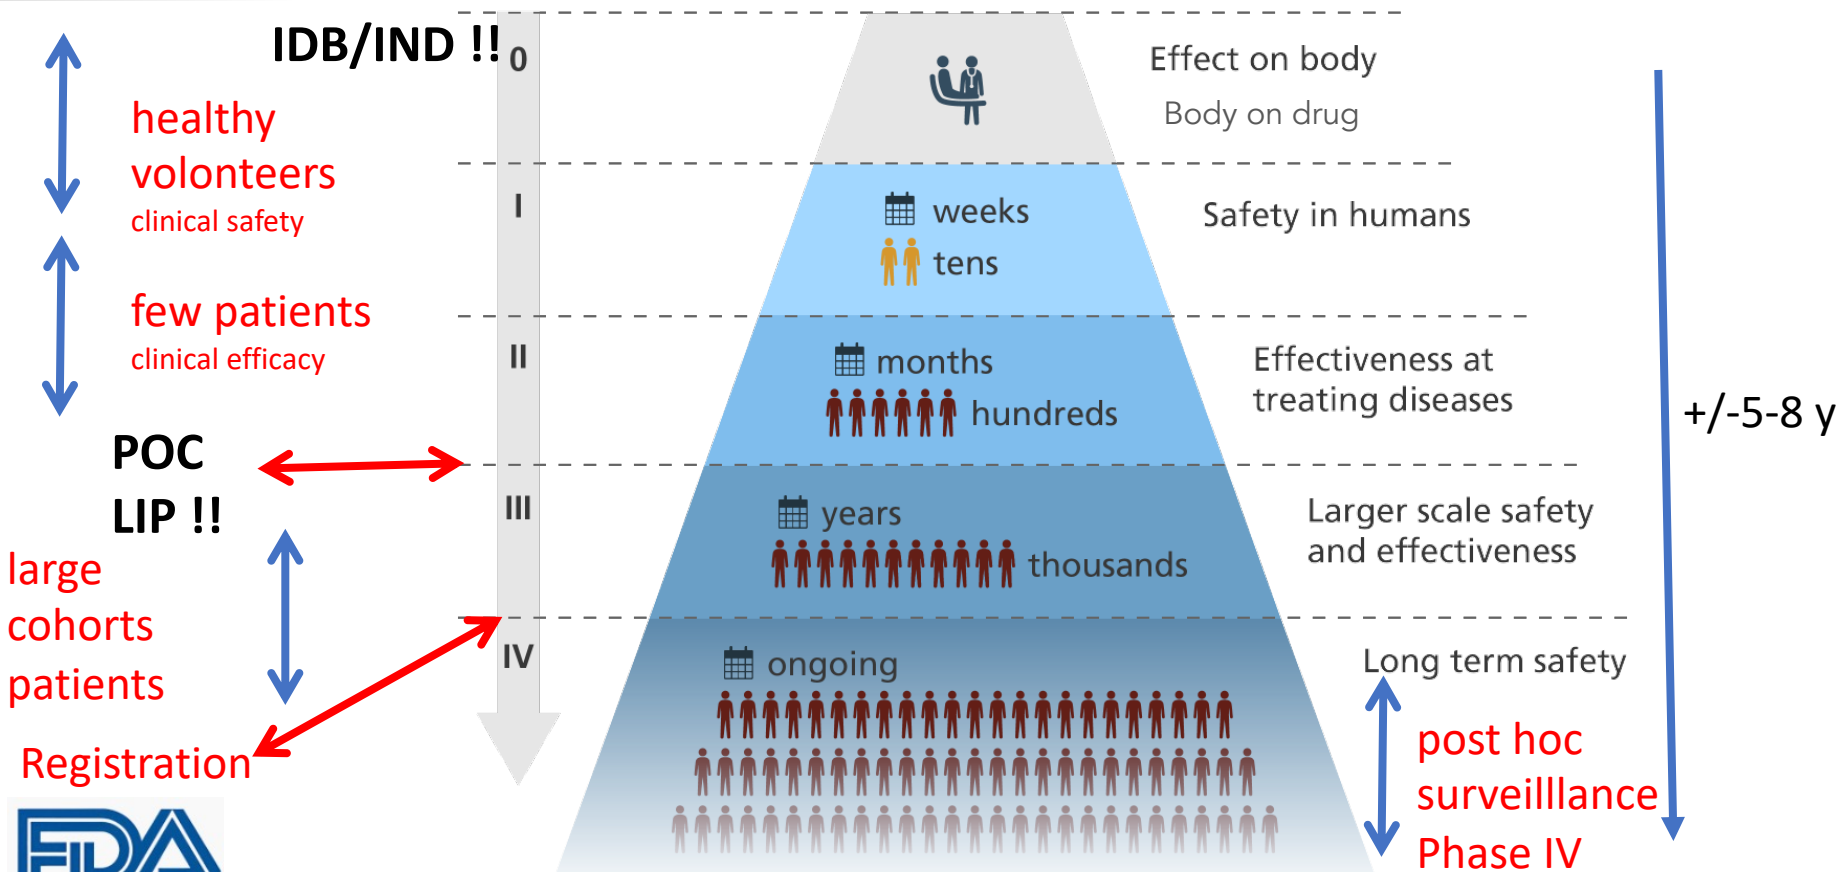 IDB/IND !!
healthy
volunteers
clinical safety
few patients
clinical efficacy
POC
LIP !!
large
cohorts
patients
Registration
FDA
0
I
II
III
IV
weeks
tens
months
hundreds
years
thousands
ongoing
Effect on body
Body on drug
Safety in humans
Effectiveness at
treating diseases
Larger scale safety
and effectiveness
Long term safety
post hoc
surveilllance
Phase IV
+/-5-8 y